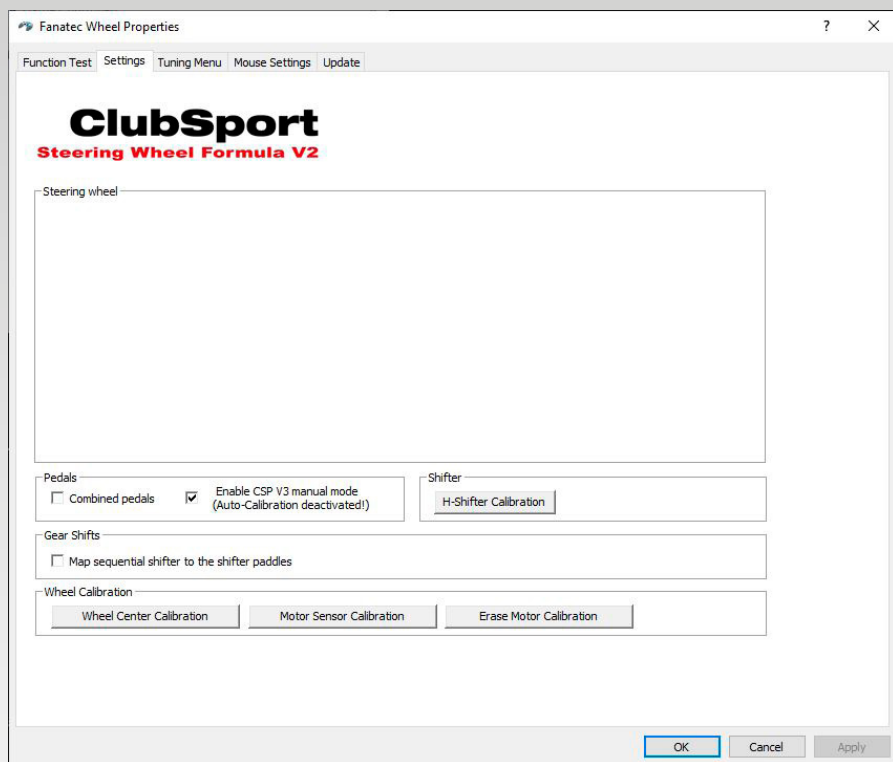 Fanatec Wheel Properties
?
Function Test Settings Tuning Menu Mouse Settings Update
ClubSport
Steering Wheel Formula V2
Steering wheel
Pedals
Combined pedals
Enable CSP V3 manual mode
(Auto-Calibration deactivated!)
Shifter
H-Shifter Calibration
Gear Shifts
Map sequential shifter to the shifter paddles
Wheel Calibration
Wheel Center Calibration Motor Sensor Calibration Erase Motor Calibration
OK Cancel Apply